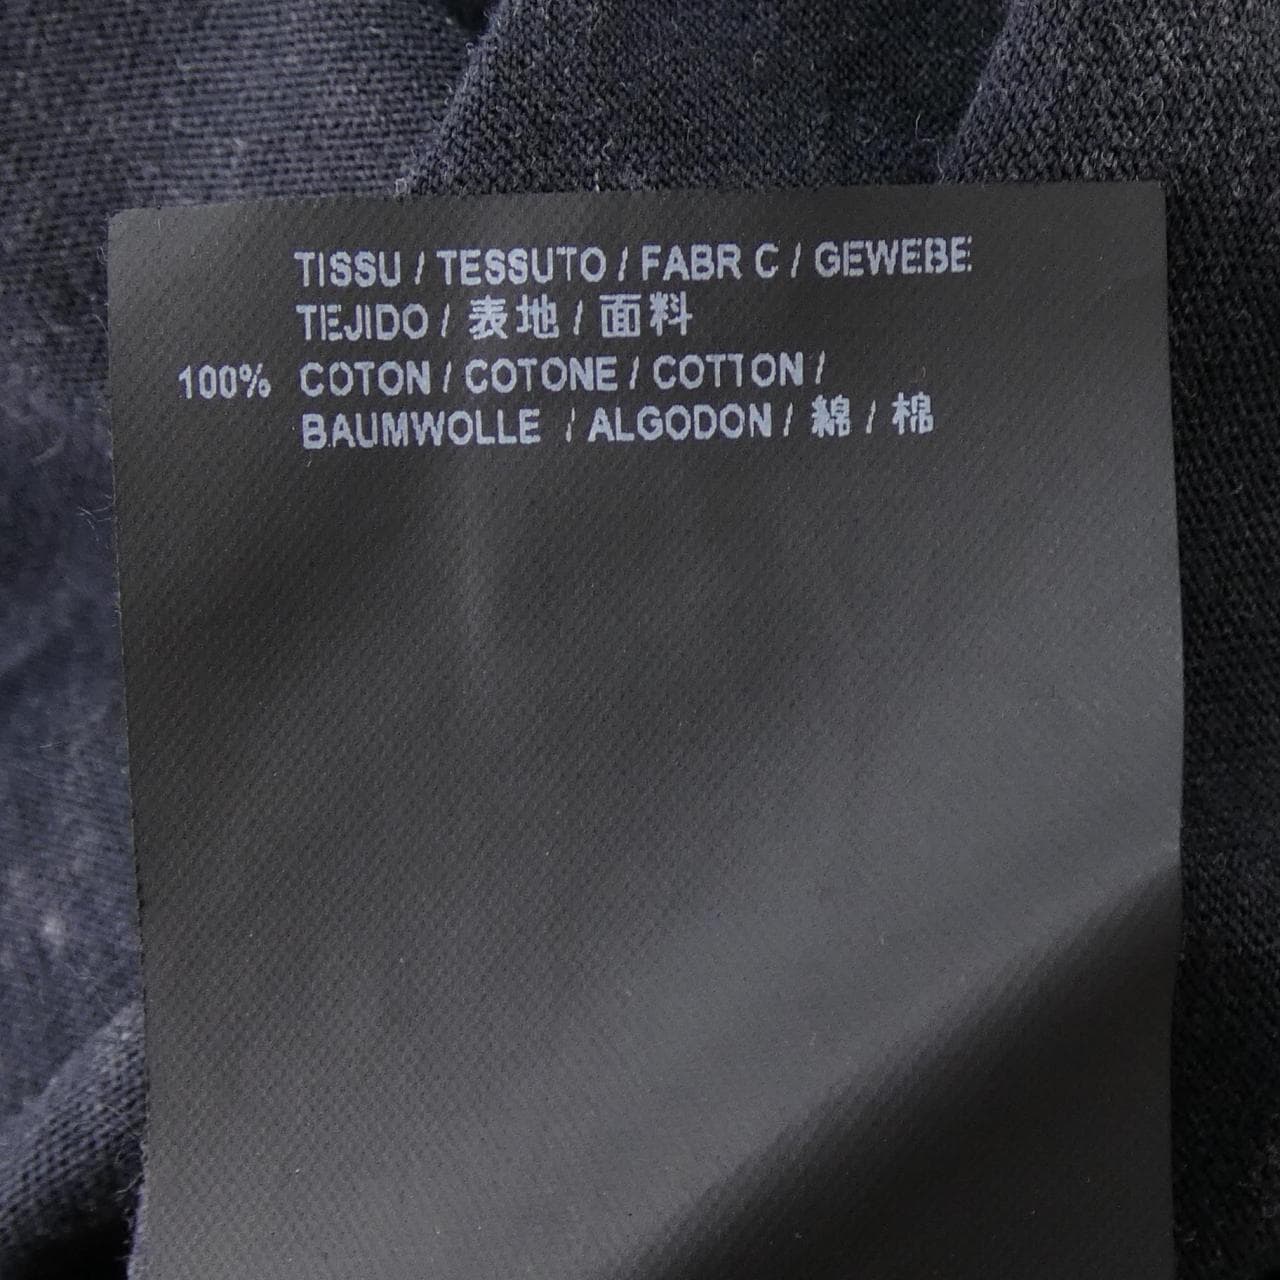 TISSU / TESSUTO / FABR C / GEWEBE
TEJIDO / 表地 / 面料
100% COTON / COTONE / COTTON /
BAUMWOLLE / ALGODON / 綿 / 棉